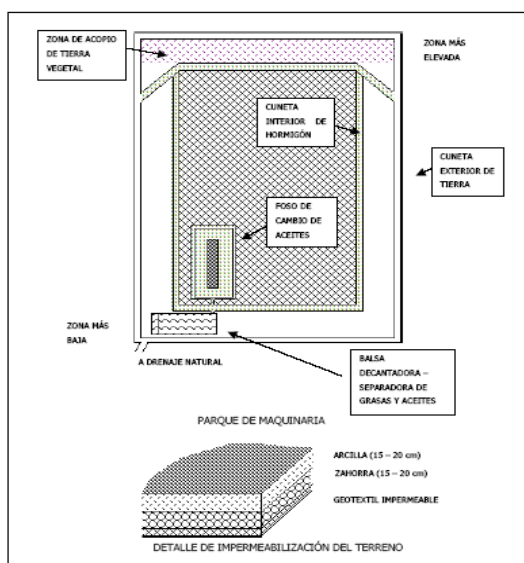 ZONA DE ACOPIO
DE TIERRA
VEGETAL
ZONA MÁS
ELEVADA
CUNETA
INTERIOR DE
HORMIGÓN
CUNETA
EXTERIOR DE
TIERRA
FOSO DE
CAMBIO DE
ACEITES
ZONA MÁS
BAJA
A DRENAJE NATURAL
BALSA
DECANTADORA –
SEPARADORA DE
GRASAS Y ACEITES
PARQUE DE MAQUINARIA
ARCILLA (15 – 20 cm)
ZAHORRA (15 – 20 cm)
GEOTEXTIL IMPERMEABLE
DETALLE DE IMPERMEABILIZACIÓN DEL TERRENO